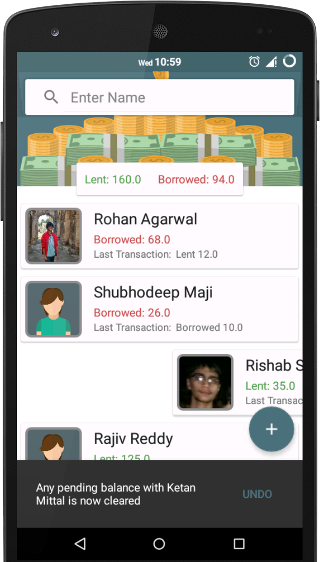 Wed 10:59
Enter Name
Lent: 160.0 Borrowed: 94.0
Rohan Agarwal
Borrowed: 68.0
Last Transaction: Lent 12.0
Shubhodeep Maji
Borrowed: 26.0
Last Transaction: Borrowed 10.0
Rishab S
Lent: 35.0
Last Transac
Rajiv Reddy
Lent: 125.0
Any pending balance with Ketan
Mittal is now cleared
UNDO